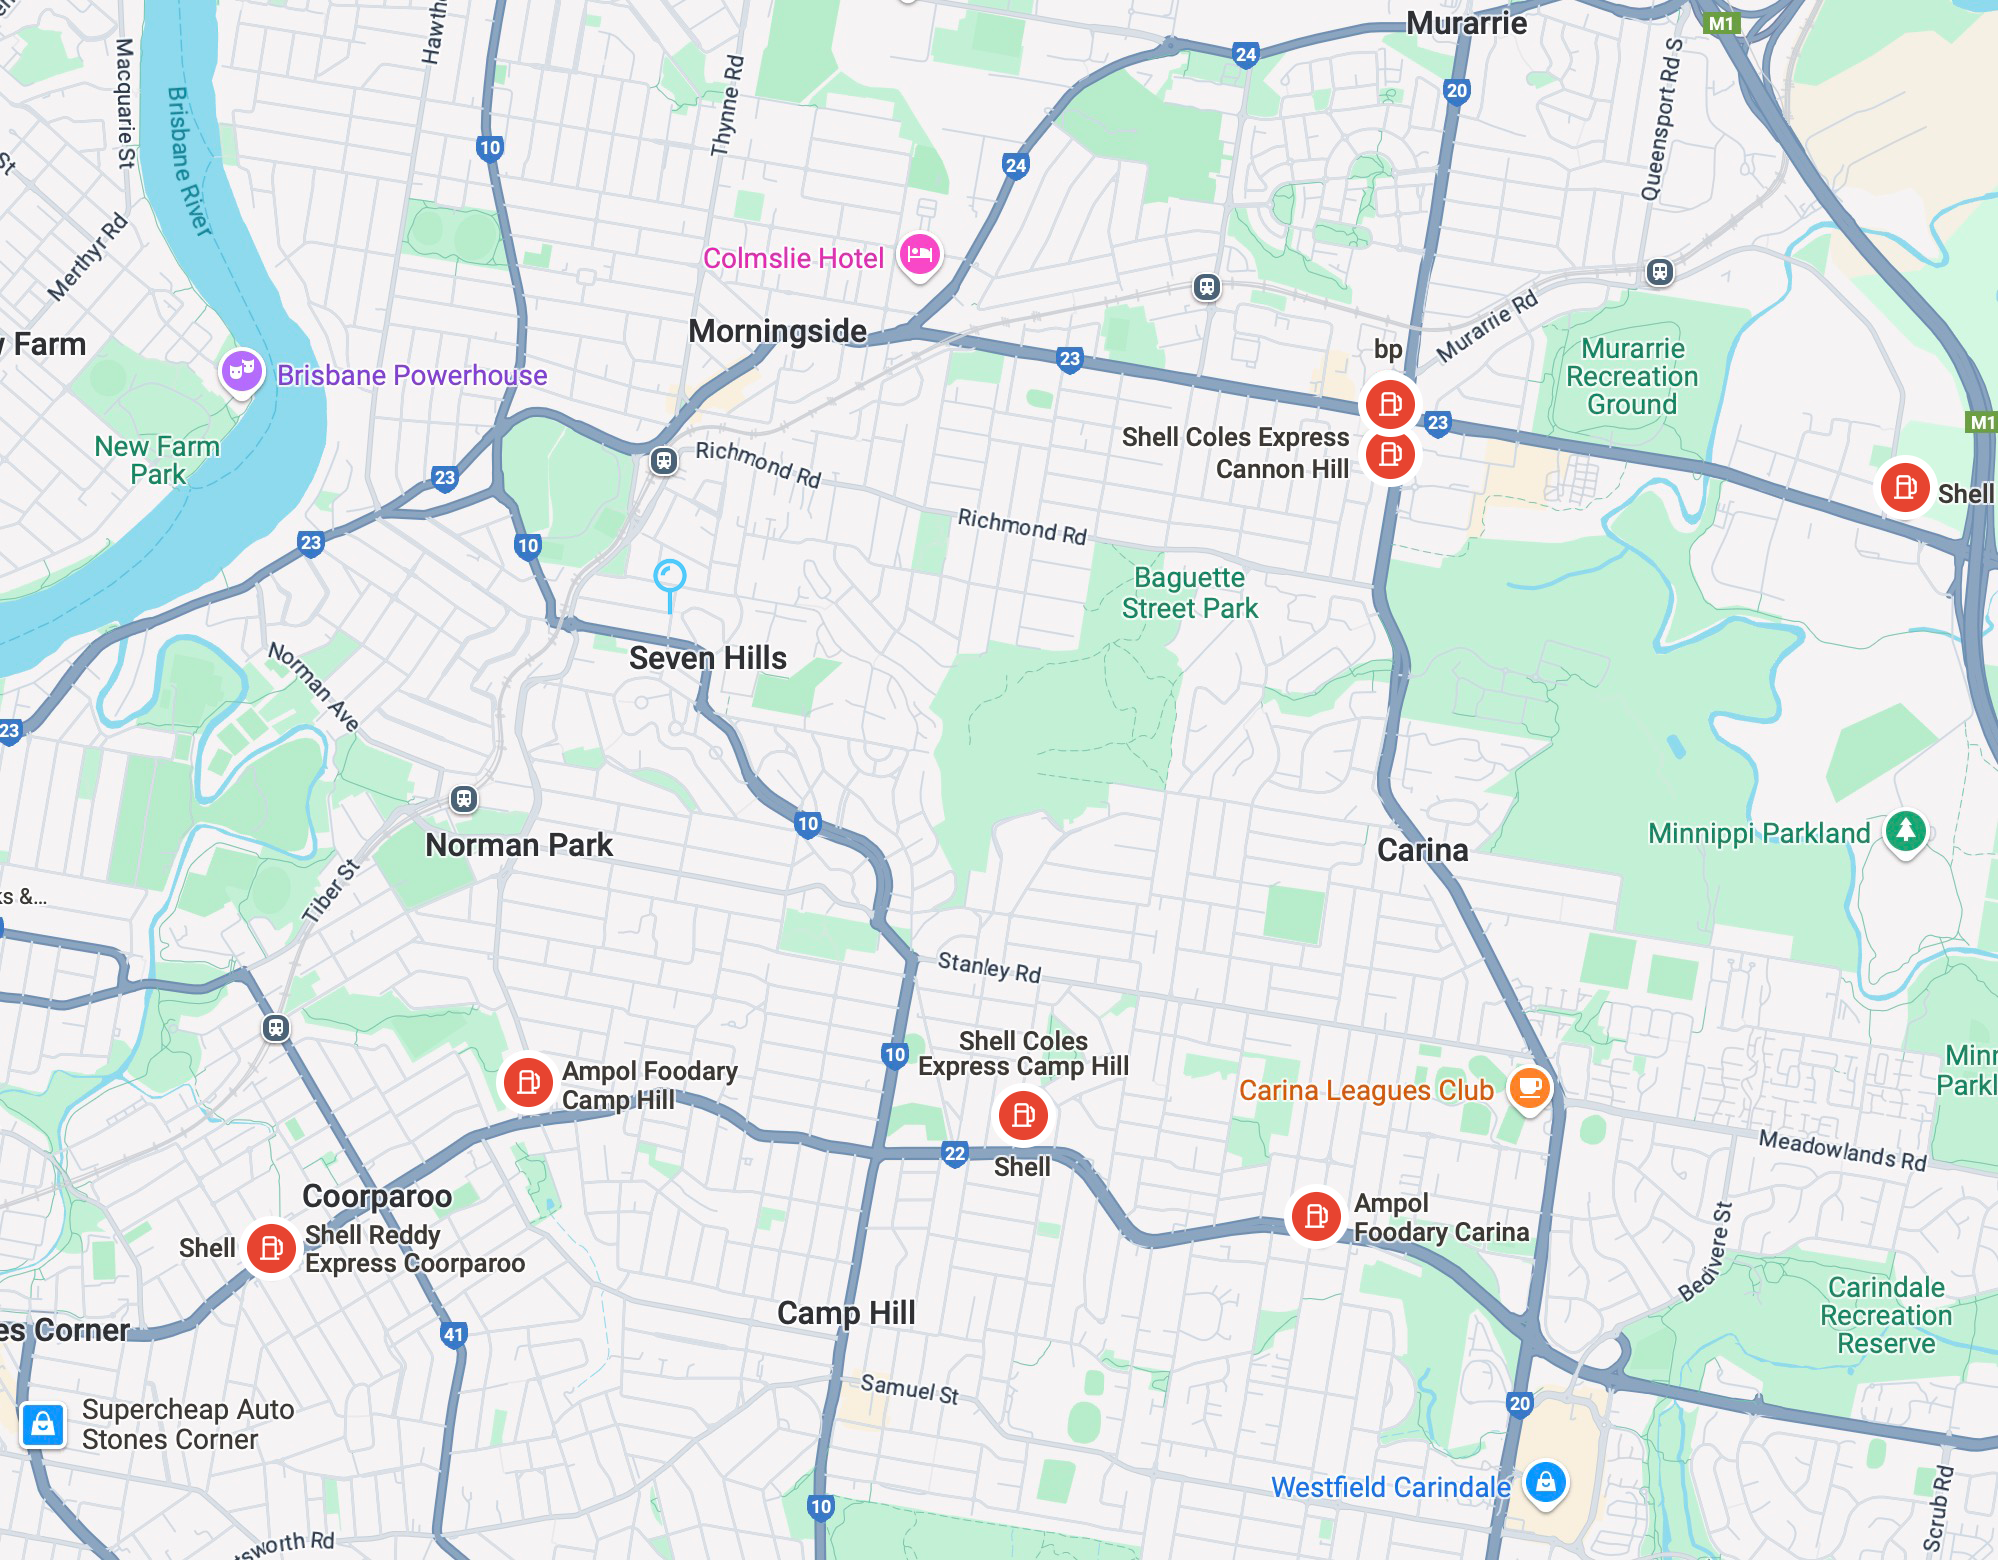 Murarrie
M1
24
20
Hawth
Macquarie St
Thynne Rd
Queensport Rd S
Brisbane River
10
24
St
Merthyr Rd
Colmslie Hotel
Murarrie Rd
Morningside
y Farm
bp
23
Murarrie
Recreation
Ground
Brisbane Powerhouse
M1
23
New Farm
Park
Richmond Rd
Shell Coles Express
Cannon Hill
23
Shell
Richmond Rd
23
10
Baguette
Street Park
Norman Ave
Seven Hills
23
10
Minnippi Parkland
Norman Park
Carina
Tiber St
ks &...
Stanley Rd
Shell Coles
Express Camp Hill
10
Minn
Parkl
Ampol Foodary
Camp Hill
Carina Leagues Club
22
Shell
Meadowlands Rd
Coorparoo
Ampol
Foodary Carina
Shell
Shell Reddy
Express Coorparoo
Bedivere St
Camp Hill
Carindale
Recreation
Reserve
es Corner
41
Samuel St
20
Supercheap Auto
Stones Corner
Westfield Carindale
10
Scrub Rd
tsworth Rd